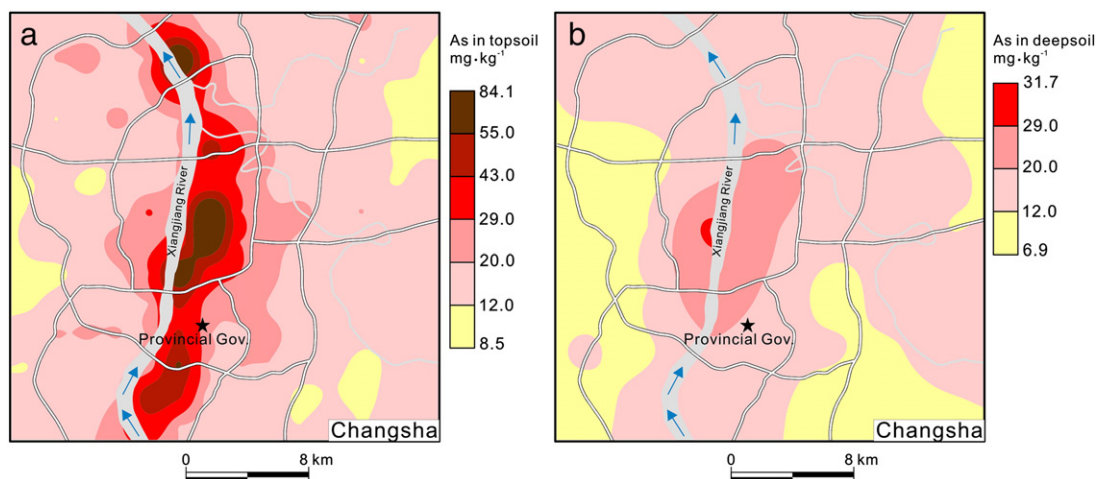 a
As in topsoil
mg·kg⁻¹
84.1
55.0
43.0
29.0
20.0
12.0
8.5
Xiangjiang River
Provincial Gov.
Changsha
0 8 km
b
As in deepsoil
mg·kg⁻¹
31.7
29.0
20.0
12.0
6.9
Xiangjiang River
Provincial Gov.
Changsha
0 8 km